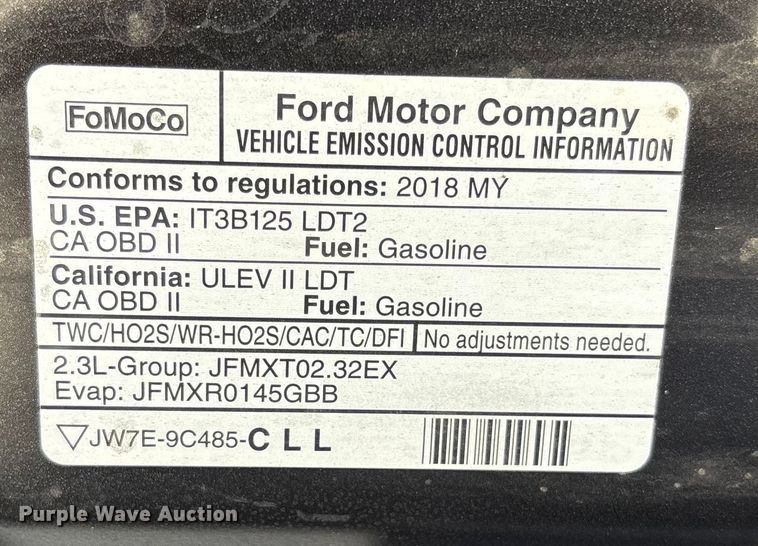 FoMoCo
Ford Motor Company
VEHICLE EMISSION CONTROL INFORMATION
Conforms to regulations: 2018 MY
U.S. EPA: IT3B125 LDT2
CA OBD II Fuel: Gasoline
California: ULEV II LDT
CA OBD II Fuel: Gasoline
TWC/HO2S/WR-HO2S/CAC/TC/DFI No adjustments needed.
2.3L-Group: JFMXT02.32EX
Evap: JFMXR0145GBB
JW7E-9C485-C L L
Purple Wave Auction